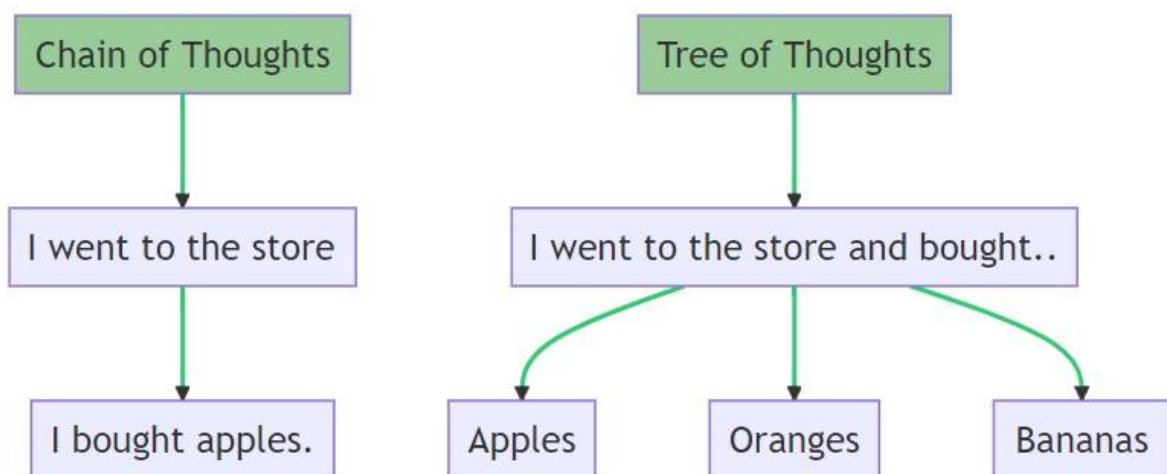 Chain of Thoughts
I went to the store
I bought apples.
Tree of Thoughts
I went to the store and bought..
Apples
Oranges
Bananas